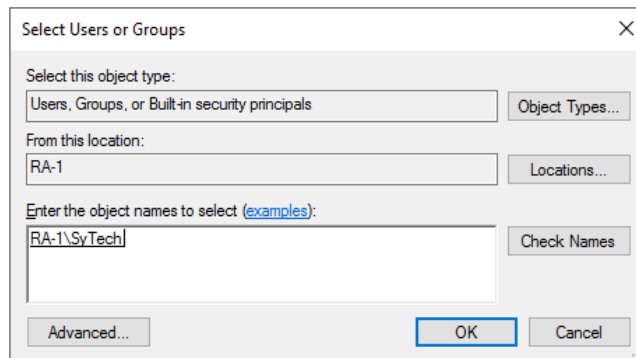 Select Users or Groups
Select this object type:
Users, Groups, or Built-in security principals
Object Types...
From this location:
RA-1
Locations...
Enter the object names to select (examples):
RA-1\SyTech
Check Names
Advanced...
OK
Cancel